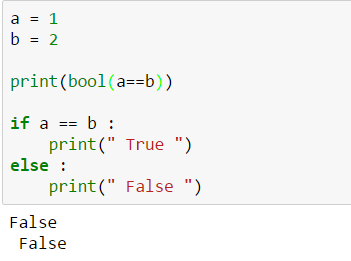 a = 1
b = 2
print(bool(a==b))
if a == b :
    print(" True ")
else :
    print(" False ")
False
 False